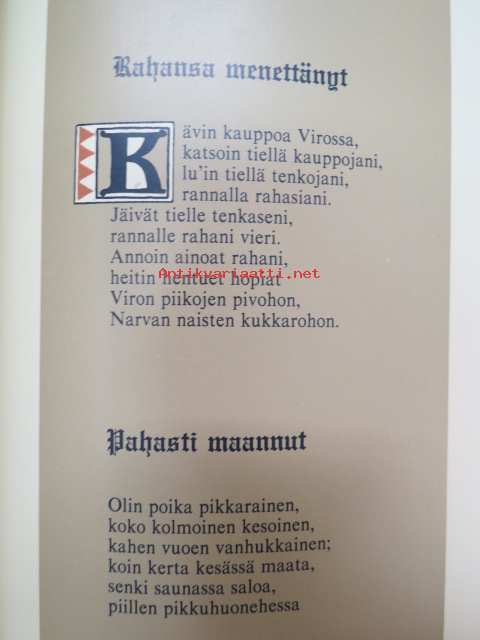 Rahansa menettänyt
Kävin kauppoa Virossa,
katsoin tiellä kauppojani,
lu'in tiellä tenkojani,
rannalla rahasiani.
Jäivät tielle tenkaseni,
rannalle rahani vieri.
Annoin ainoat rahani,
heitin hentuet hopiat
Antikvariaatti.net
Viron piikojen pivohon,
Narvan naisten kukkarohon.
Pahasti maannut
Olin poika pikkarainen,
koko kolmoinen kesoinen,
kahen vuoen vanhukkainen;
koin kerta kesässä maata,
senki saunassa saloa,
piillen pikkuhuonehessa